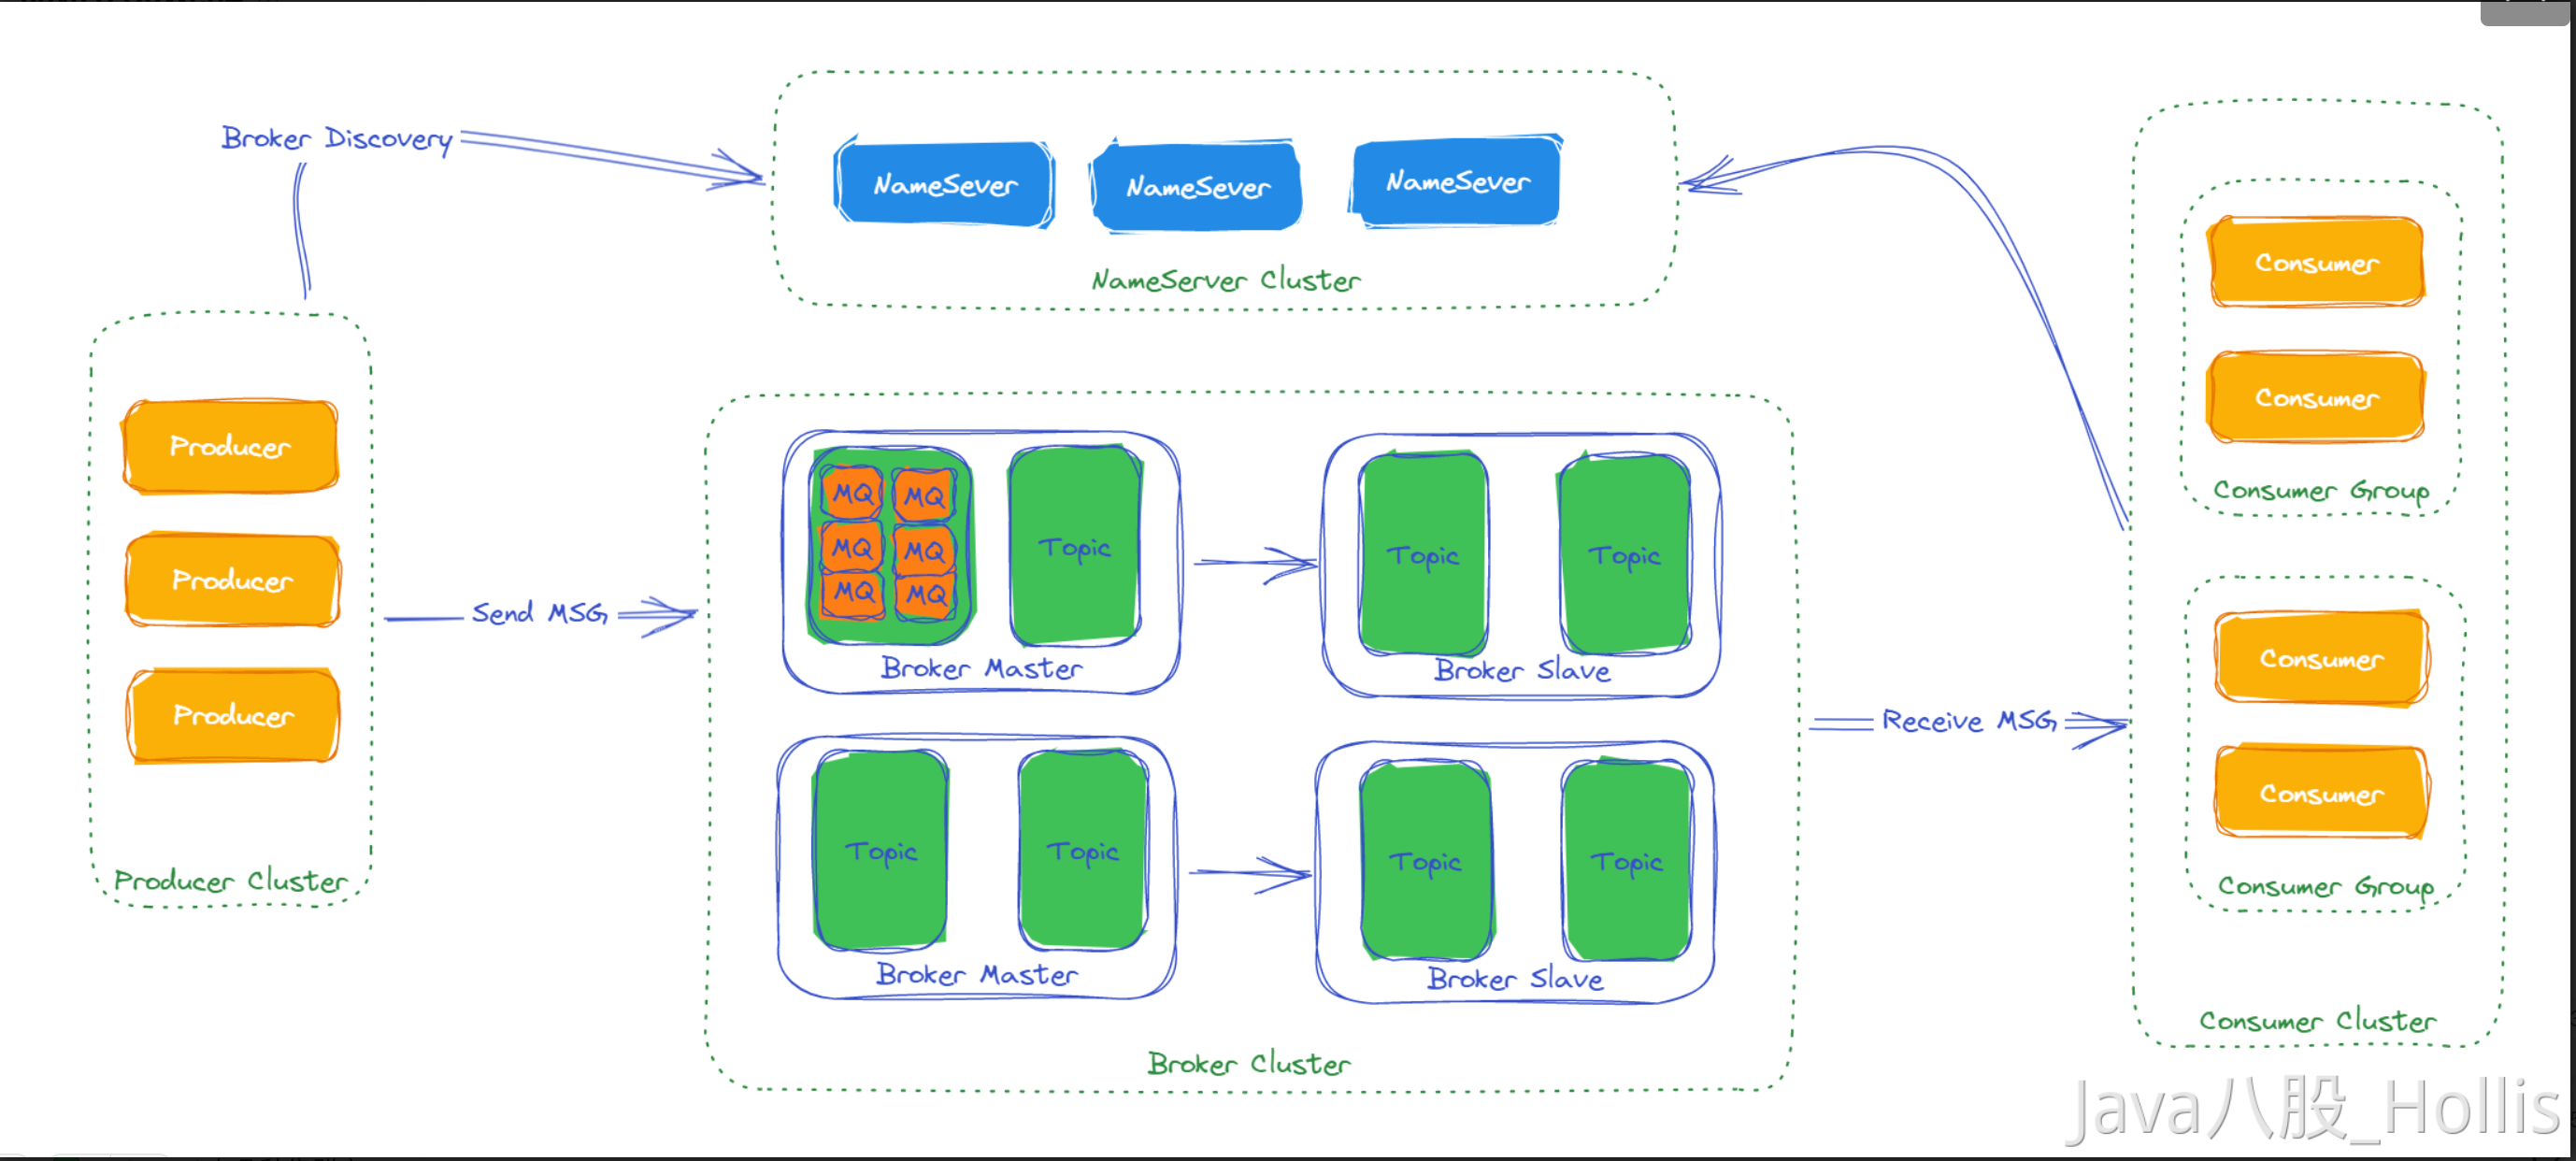 Broker Discovery
NameSever
NameSever
NameSever
NameServer Cluster
Producer
Producer
Producer
Producer Cluster
Send MSG
MQ
MQ
MQ
MQ
MQ
MQ
Topic
Broker Master
Topic
Topic
Broker Slave
Topic
Topic
Broker Master
Topic
Topic
Broker Slave
Broker Cluster
Receive MSG
Consumer
Consumer
Consumer Group
Consumer
Consumer
Consumer Group
Consumer Cluster
Java八股_Hollis